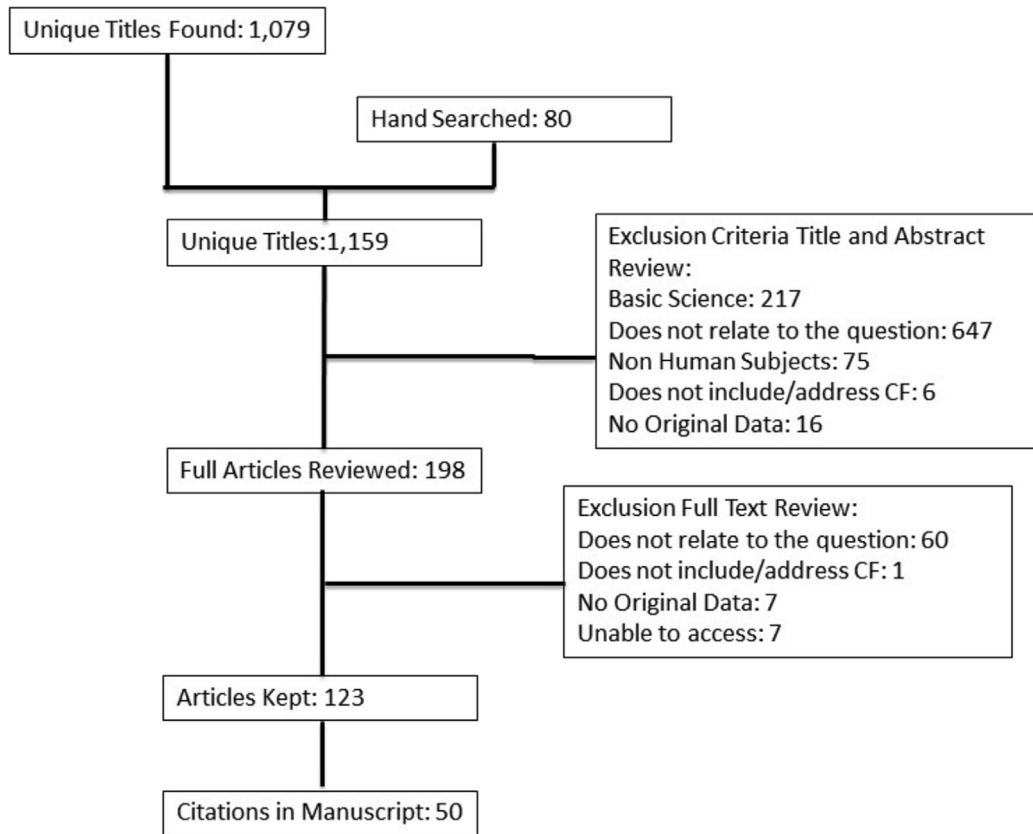 Unique Titles Found: 1,079
Hand Searched: 80
Unique Titles:1,159
Exclusion Criteria Title and Abstract
Review:
Basic Science: 217
Does not relate to the question: 647
Non Human Subjects: 75
Does not include/address CF: 6
No Original Data: 16
Full Articles Reviewed: 198
Exclusion Full Text Review:
Does not relate to the question: 60
Does not include/address CF: 1
No Original Data: 7
Unable to access: 7
Articles Kept: 123
Citations in Manuscript: 50